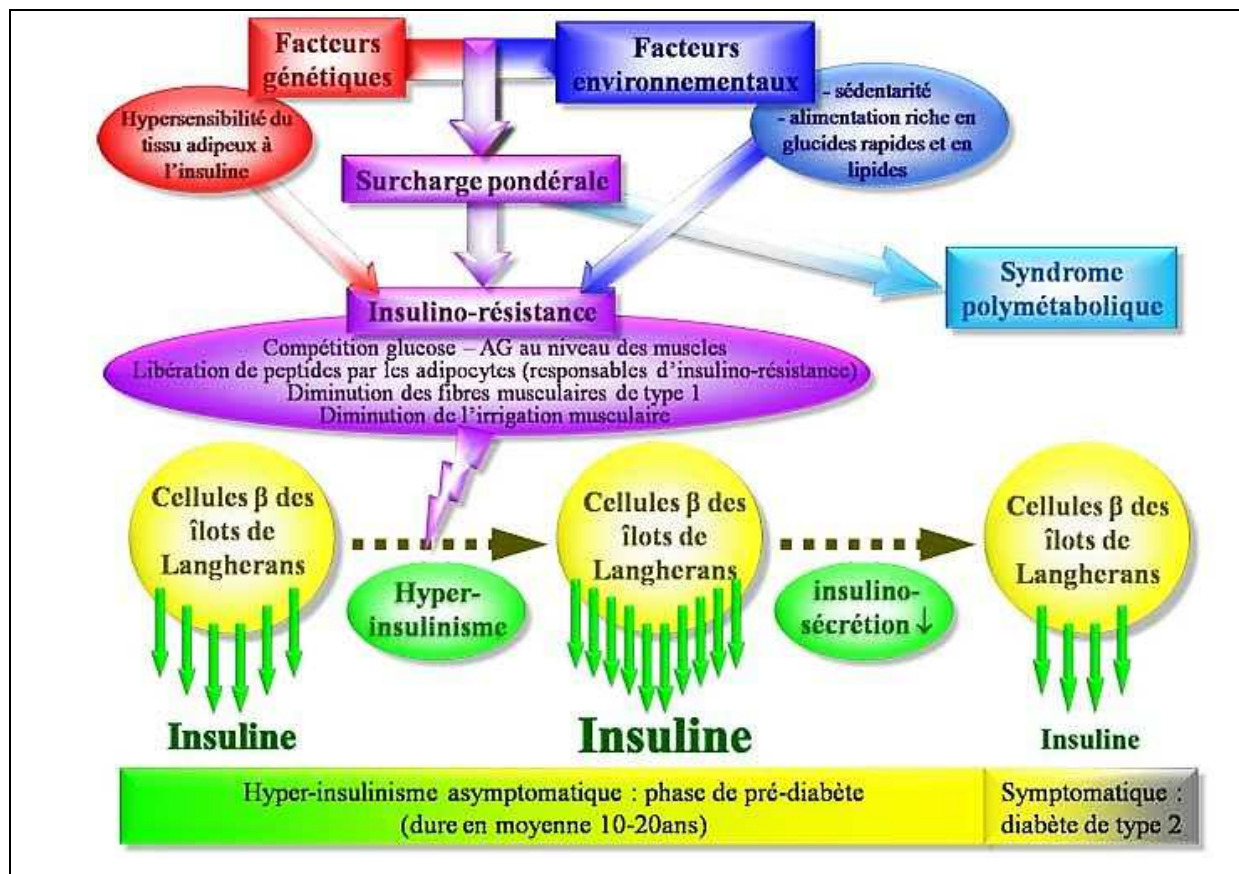 Facteurs
génétiques
Facteurs
environnementaux
Hypersensibilité du
tissu adipeux à
l'insuline
- sédentarité
- alimentation riche en
glucides rapides et en
lipides
Surcharge pondérale
Syndrome
polymétabolique
Insulino-résistance
Compétition glucose – AG au niveau des muscles
Libération de peptides par les adipocytes (responsables d'insulino-résistance)
Diminution des fibres musculaires de type 1
Diminution de l'irrigation musculaire
Cellules β des
îlots de
Langherans
Hyper-
insulinisme
Cellules β des
îlots de
Langherans
insulino-
sécrétion ↓
Cellules β des
îlots de
Langherans
Insuline
Insuline
Insuline
Hyper-insulinisme asymptomatique : phase de pré-diabète
(dure en moyenne 10-20ans)
Symptomatique :
diabète de type 2